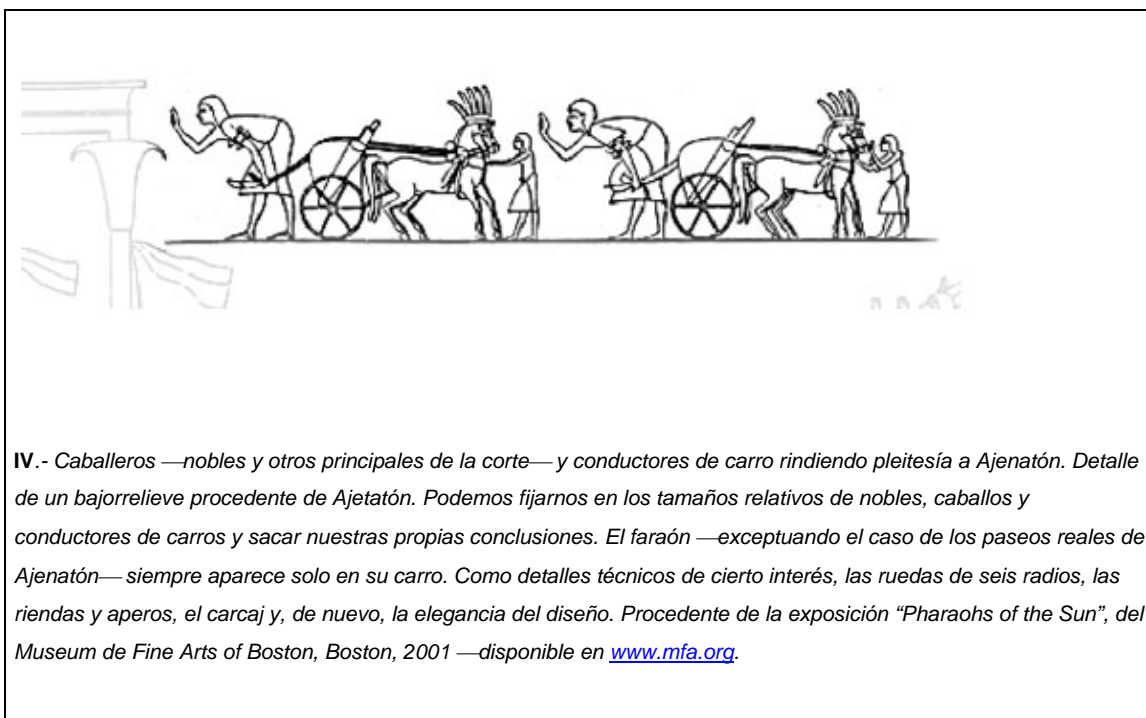 IV.- Caballeros —nobles y otros principales de la corte— y conductores de carro rindiendo pleitesía a Ajenatón. Detalle
de un bajorrelieve procedente de Ajetatón. Podemos fijarnos en los tamaños relativos de nobles, caballos y
conductores de carros y sacar nuestras propias conclusiones. El faraón —exceptuando el caso de los paseos reales de
Ajenatón— siempre aparece solo en su carro. Como detalles técnicos de cierto interés, las ruedas de seis radios, las
riendas y aperos, el carcaj y, de nuevo, la elegancia del diseño. Procedente de la exposición “Pharaohs of the Sun”, del
Museum de Fine Arts of Boston, Boston, 2001 —disponible en www.mfa.org.